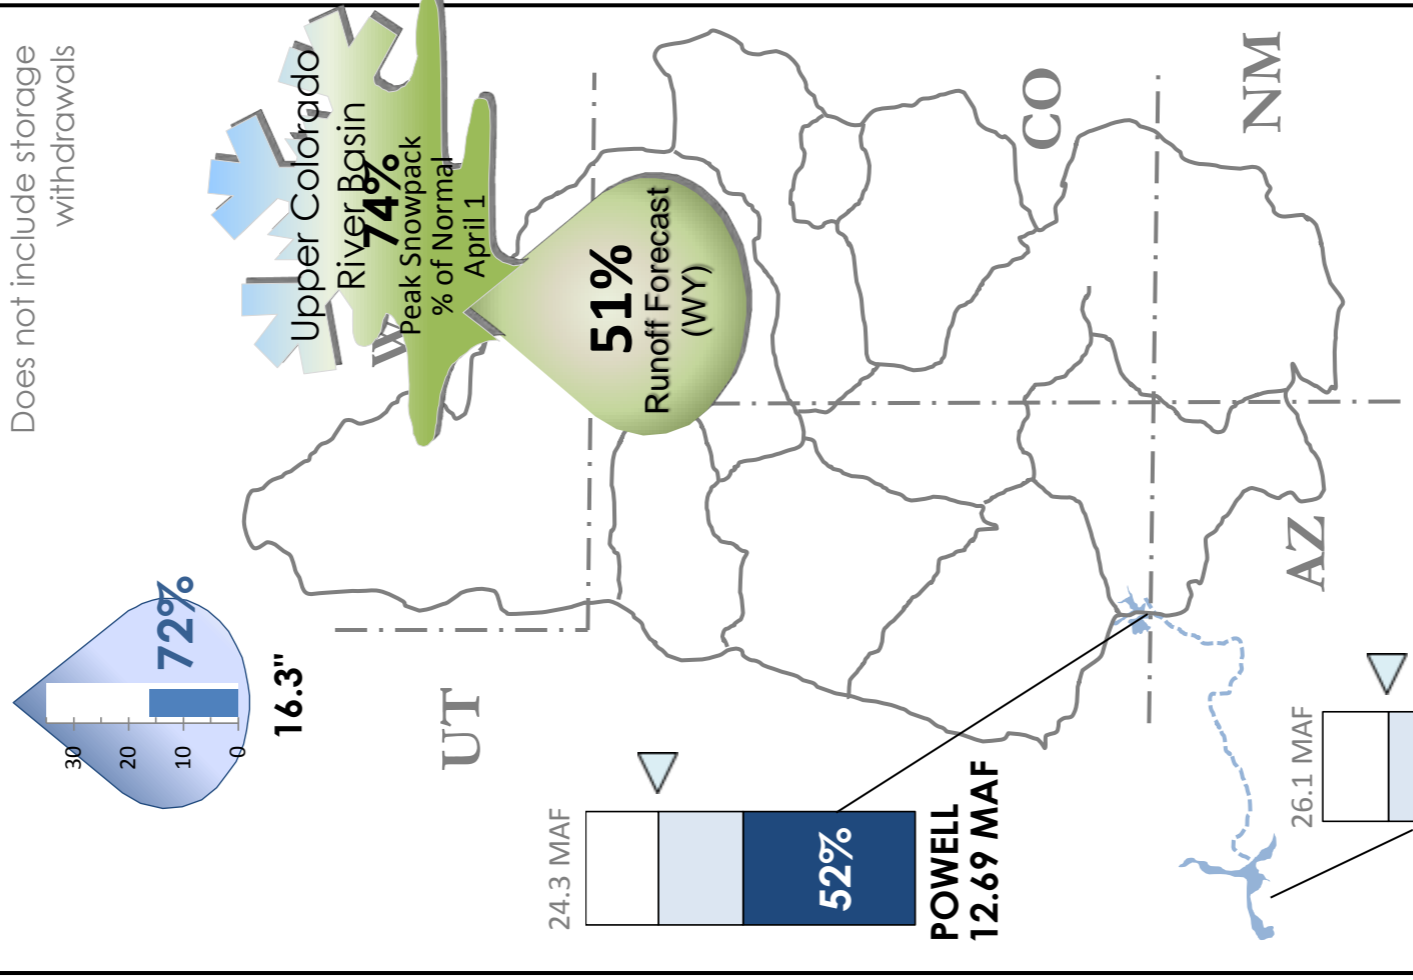 Does not include storage
withdrawals
Upper Colorado
River Basin
74%
Peak Snowpack
% of Normal
April 1
51%
Runoff Forecast
(WY)
30
20
10
0
72%
16.3"
UT
CO
NM
AZ
24.3 MAF
52%
POWELL
12.69 MAF
26.1 MAF